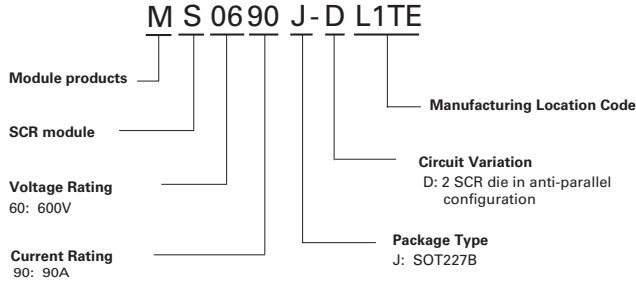 M S 06 90 J - D L1TE
Module products
Manufacturing Location Code
SCR module
Circuit Variation
D: 2 SCR die in anti-parallel
configuration
Voltage Rating
60: 600V
Package Type
J: SOT227B
Current Rating
90: 90A